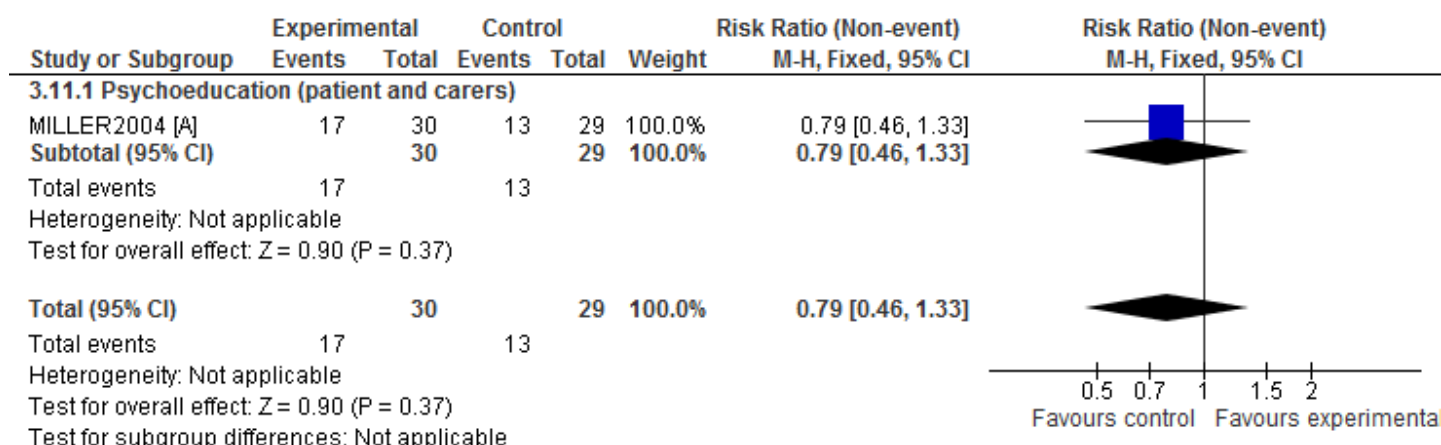 Experimental Control Risk Ratio (Non-event) Risk Ratio (Non-event)
Study or Subgroup Events Total Events Total Weight M-H, Fixed, 95% CI M-H, Fixed, 95% CI
3.11.1 Psychoeducation (patient and carers)
MILLER2004 [A] 17 30 13 29 100.0% 0.79 [0.46, 1.33]
Subtotal (95% CI) 30 29 100.0% 0.79 [0.46, 1.33]
Total events 17 13
Heterogeneity: Not applicable
Test for overall effect: Z = 0.90 (P = 0.37)
Total (95% CI) 30 29 100.0% 0.79 [0.46, 1.33]
Total events 17 13
Heterogeneity: Not applicable
Test for overall effect: Z = 0.90 (P = 0.37)
Test for subgroup differences: Not applicable
0.5 0.7 1 1.5 2
Favours control Favours experimental